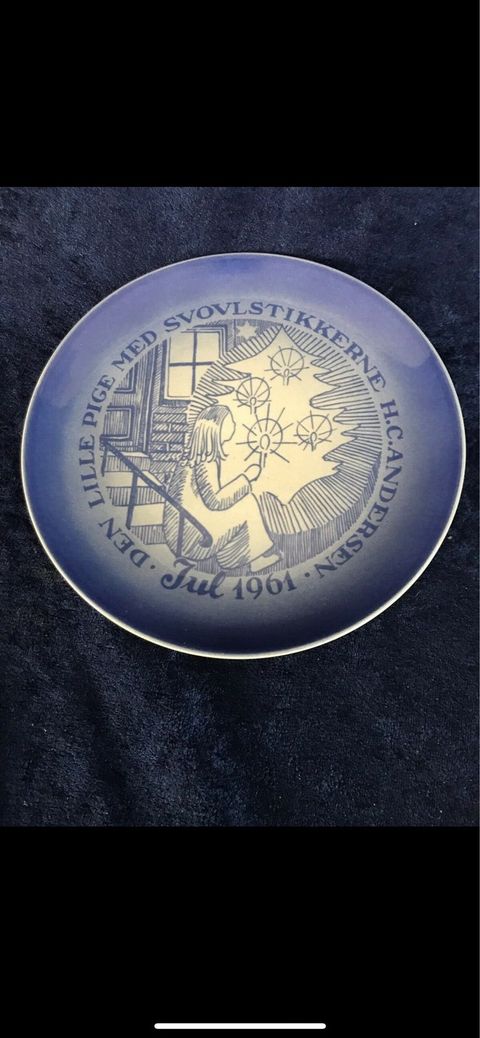 · DEN LILLE PIGE MED SVOVLSTIKKERNE H.C. ANDERSEN ·
Jul 1961